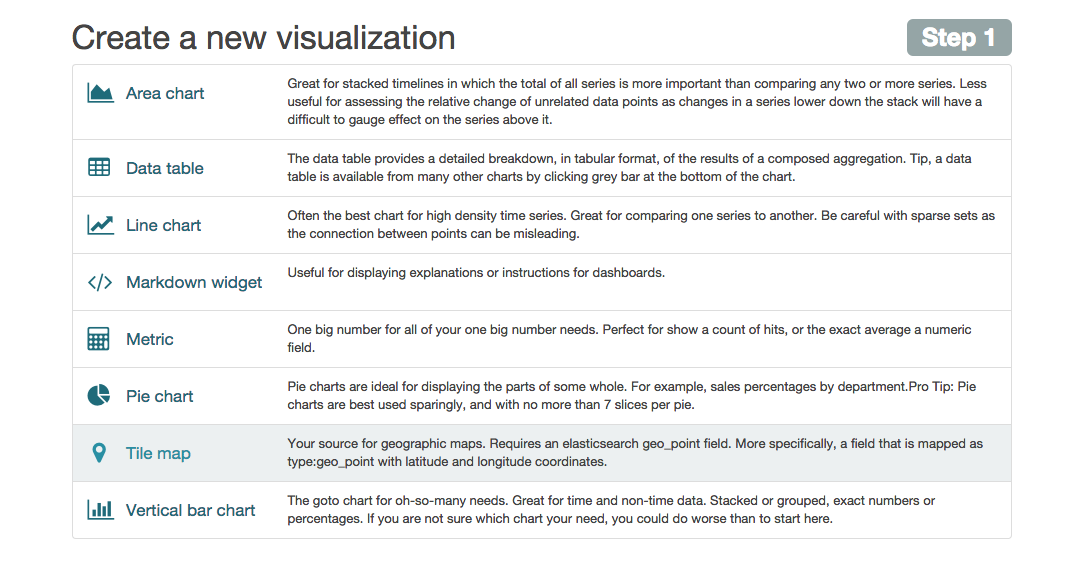 Create a new visualization
Step 1
Area chart
Great for stacked timelines in which the total of all series is more important than comparing any two or more series. Less
useful for assessing the relative change of unrelated data points as changes in a series lower down the stack will have a
difficult to gauge effect on the series above it.
Data table
The data table provides a detailed breakdown, in tabular format, of the results of a composed aggregation. Tip, a data
table is available from many other charts by clicking grey bar at the bottom of the chart.
Line chart
Often the best chart for high density time series. Great for comparing one series to another. Be careful with sparse sets as
the connection between points can be misleading.
Markdown widget
Useful for displaying explanations or instructions for dashboards.
Metric
One big number for all of your one big number needs. Perfect for show a count of hits, or the exact average a numeric
field.
Pie chart
Pie charts are ideal for displaying the parts of some whole. For example, sales percentages by department.Pro Tip: Pie
charts are best used sparingly, and with no more than 7 slices per pie.
Tile map
Your source for geographic maps. Requires an elasticsearch geo_point field. More specifically, a field that is mapped as
type:geo_point with latitude and longitude coordinates.
Vertical bar chart
The goto chart for oh-so-many needs. Great for time and non-time data. Stacked or grouped, exact numbers or
percentages. If you are not sure which chart your need, you could do worse than to start here.